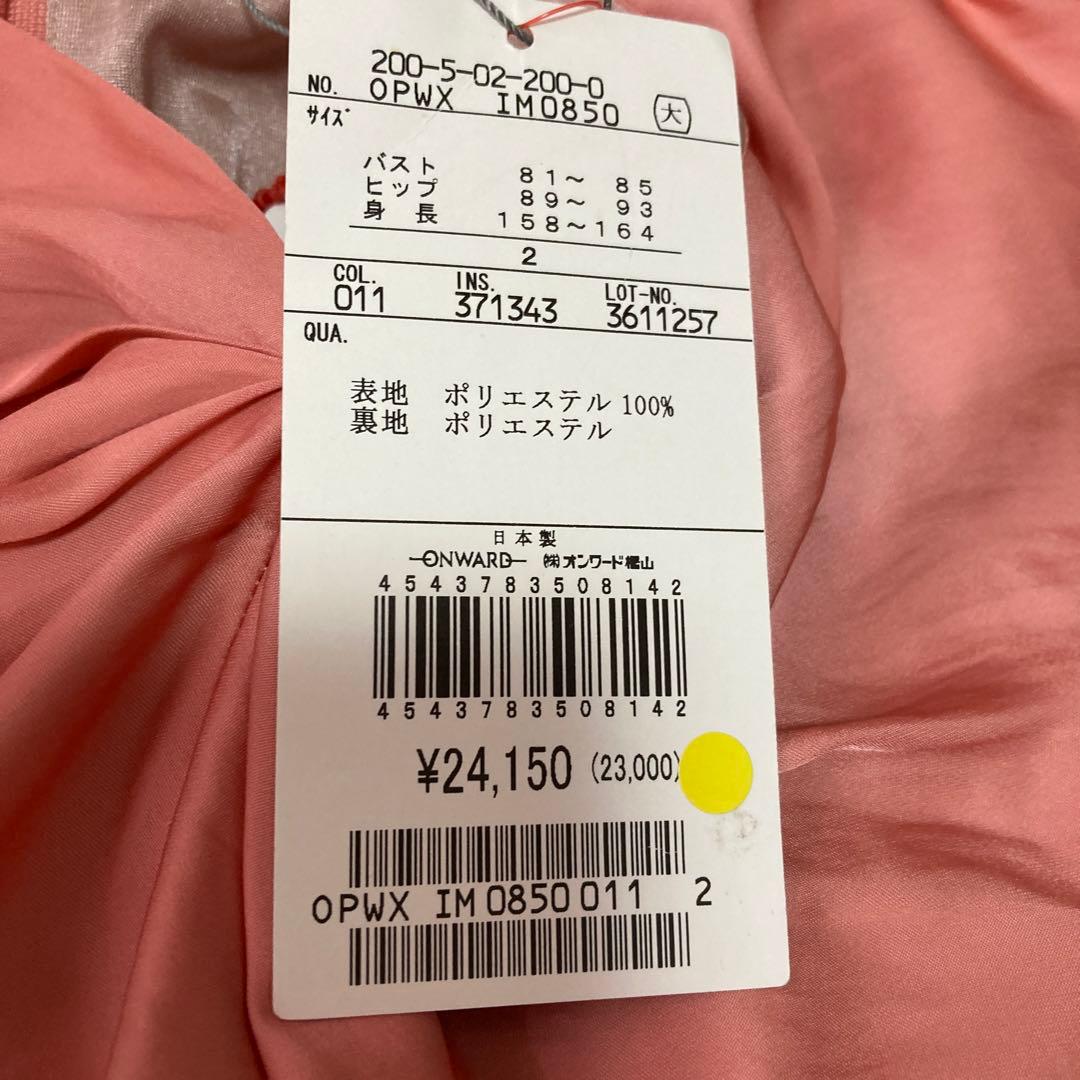 200-5-02-200-0
NO. OPWX IM0850 大
サイズ
バスト 81～ 85
ヒップ 89～ 93
身長 158～164
2
COL. INS. LOT-NO.
011 371343 3611257
QUA.
表地 ポリエステル 100%
裏地 ポリエステル
日本製
ONWARD ㈱オンワード樫山
4543783508142
4543783508142
¥24,150 (23,000)
OPWX IM0850011 2